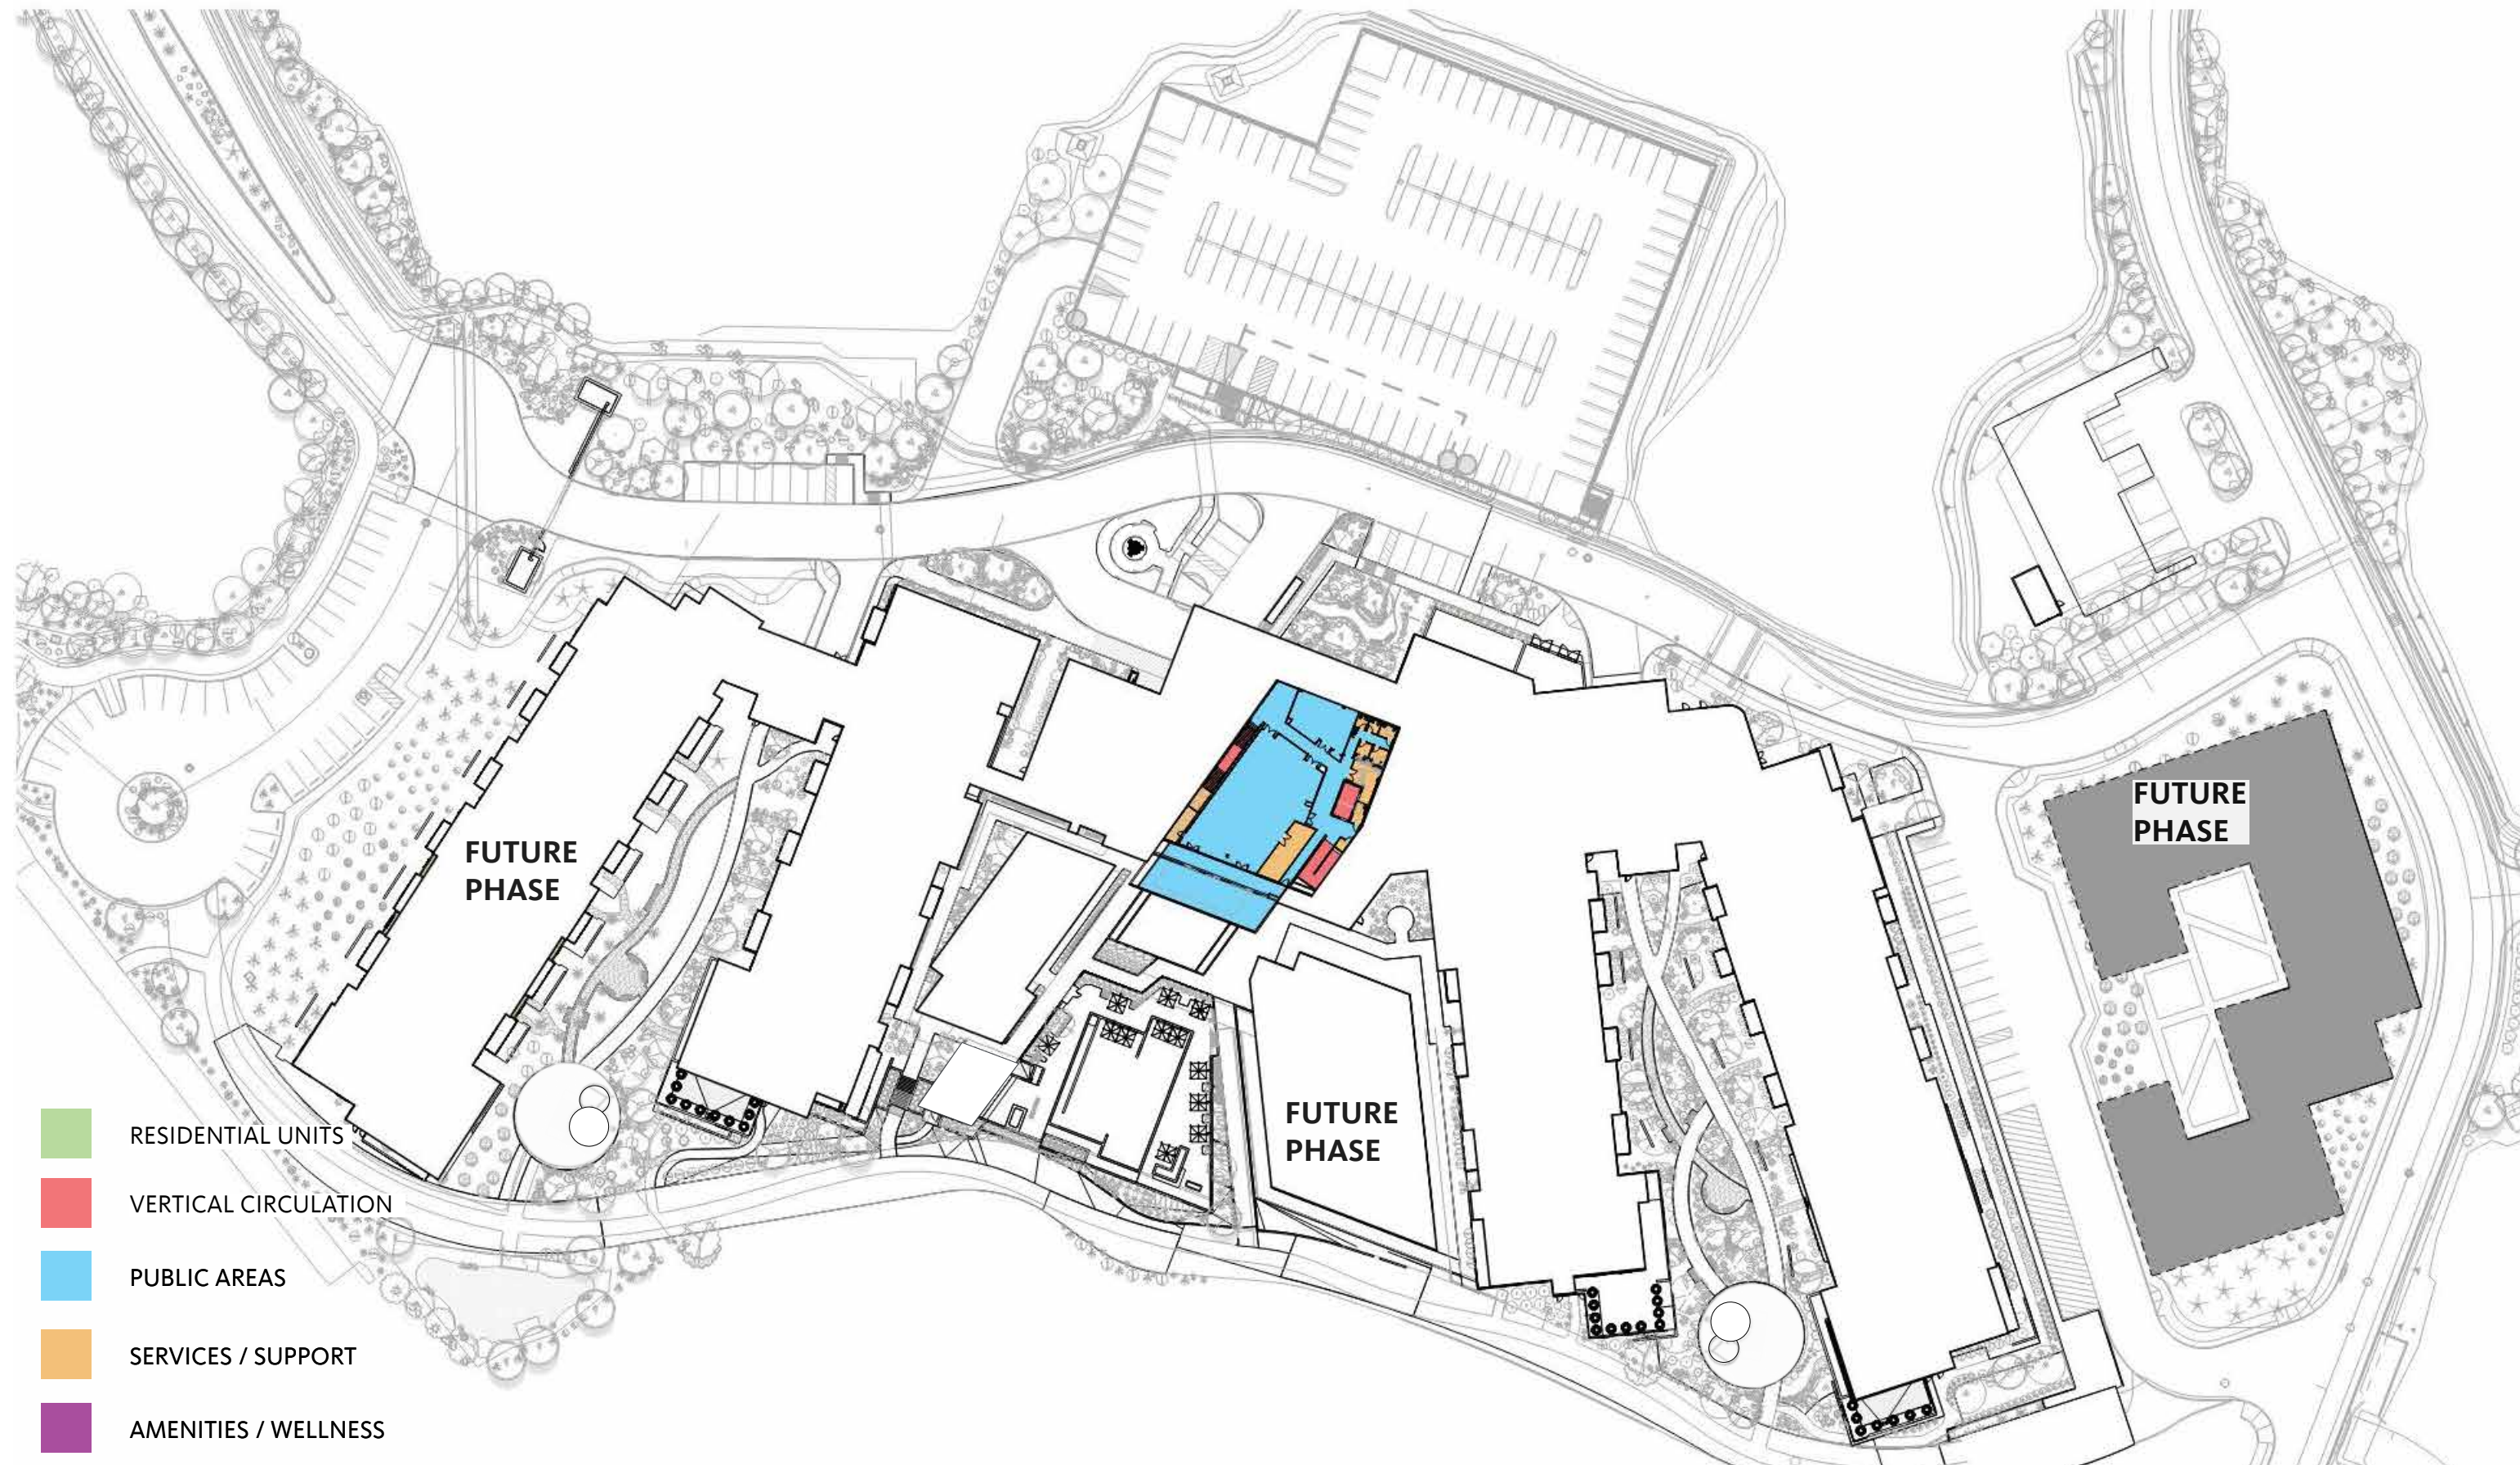 FUTURE
PHASE
FUTURE
PHASE
FUTURE
PHASE
RESIDENTIAL UNITS
VERTICAL CIRCULATION
PUBLIC AREAS
SERVICES / SUPPORT
AMENITIES / WELLNESS